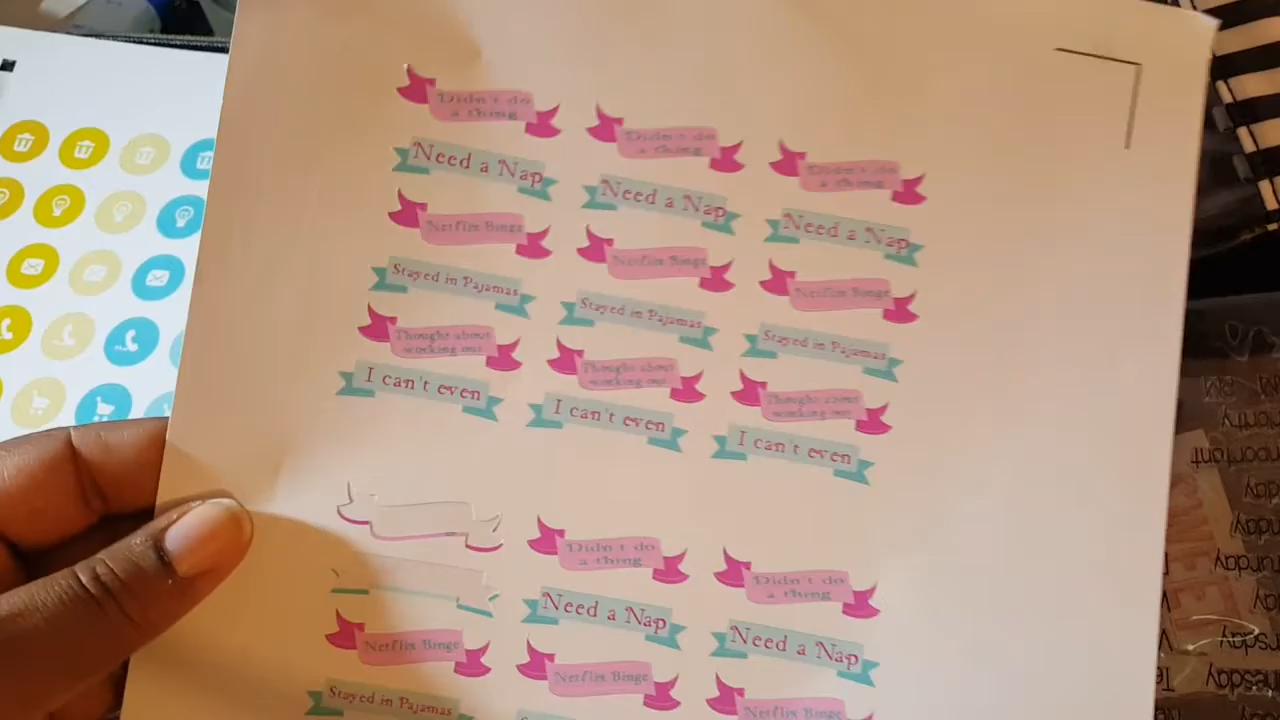 Didn't do
a thing
Didn't do
a thing
Didn't do
a thing
Need a Nap
Need a Nap
Need a Nap
Netflix Binge
Netflix Binge
Netflix Binge
Stayed in Pajamas
Stayed in Pajamas
Stayed in Pajamas
Thought about
working out
Thought about
working out
Thought about
working out
I can't even
I can't even
I can't even
Didn't do
a thing
Didn't do
a thing
Need a Nap
Need a Nap
Netflix Binge
Netflix Binge
Netflix Binge
Stayed in Pajamas